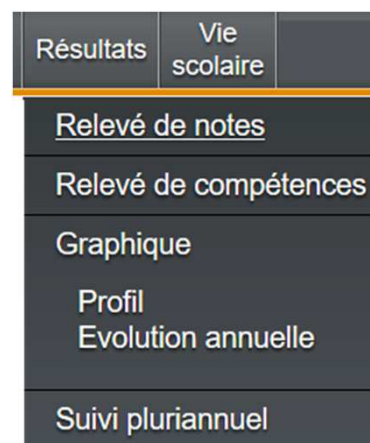 Résultats
Vie
scolaire
Relevé de notes
Relevé de compétences
Graphique
Profil
Evolution annuelle
Suivi pluriannuel